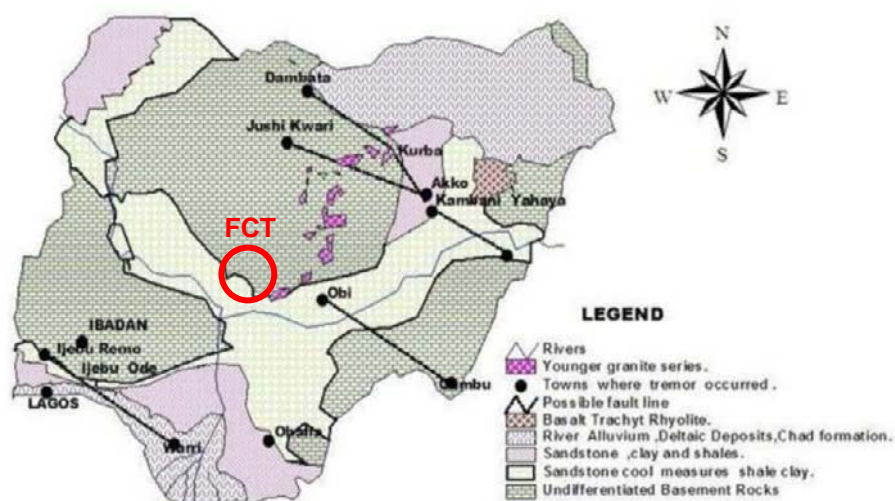 N
W E
S
Dambata
Jushi Kwari
Kurba
Akko
Kamwani Yahaya
FCT
Obi
IBADAN
Ijebu Remo
Ijebu Ode
LAGOS
Warri
Gambu
LEGEND
Rivers
Younger granite series.
Towns where tremor occurred .
Possible fault line
Basalt Trachyt Rhyolite.
River Alluvium ,Deltaic Deposits,Chad formation.
Sandstone ,clay and shales.
Sandstone cool measures shale clay.
Undifferentiated Basement Rocks